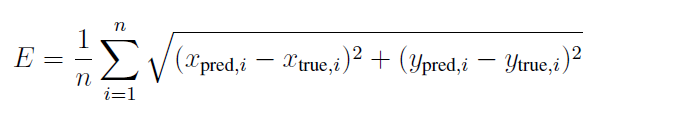 E = \frac{1}{n} \sum_{i=1}^{n} \sqrt{(x_{\text{pred},i} - x_{\text{true},i})^2 + (y_{\text{pred},i} - y_{\text{true},i})^2}